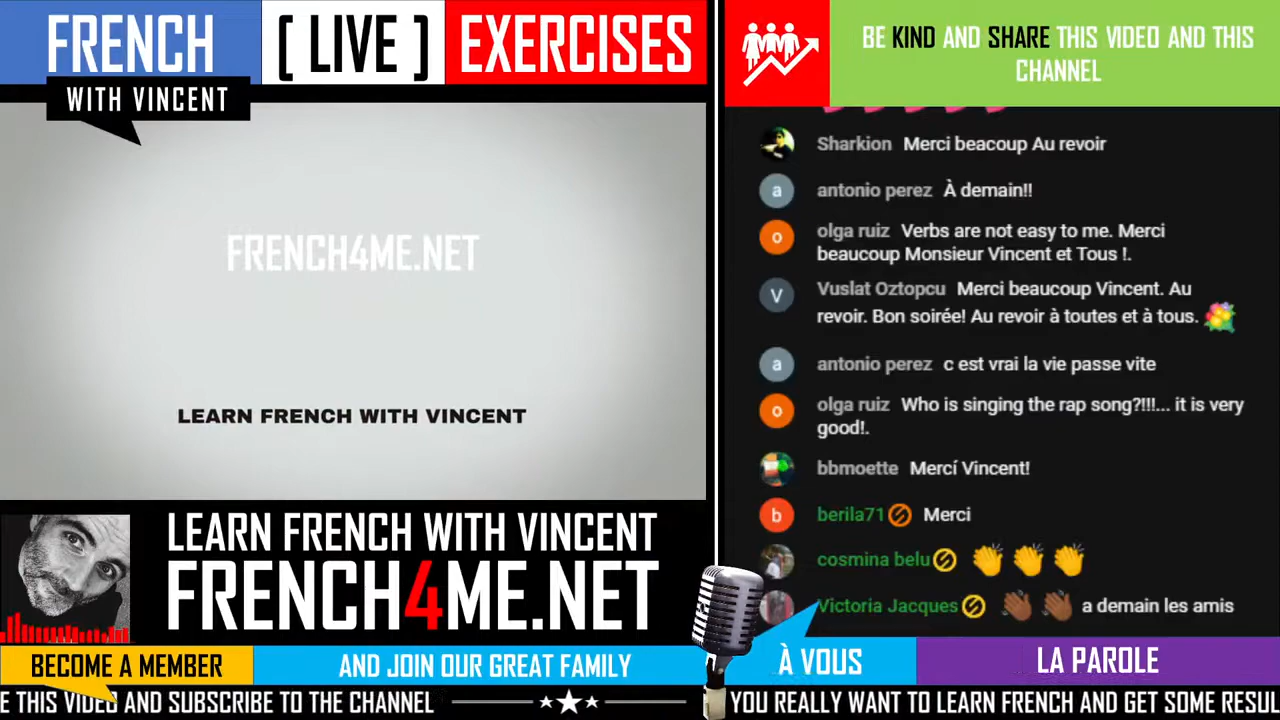 FRENCH
[ LIVE ]
EXERCISES
WITH VINCENT
BE KIND AND SHARE THIS VIDEO AND THIS
CHANNEL
FRENCH4ME.NET
LEARN FRENCH WITH VINCENT
Sharkion Merci beacoup Au revoir
a antonio perez À demain!!
o olga ruiz Verbs are not easy to me. Merci
beaucoup Monsieur Vincent et Tous !.
V Vuslat Oztopcu Merci beaucoup Vincent. Au
revoir. Bon soirée! Au revoir à toutes et à tous.
a antonio perez c est vrai la vie passe vite
o olga ruiz Who is singing the rap song?!!!... it is very
good!.
bbmoette Mercí Vincent!
b berila71 Merci
cosmina belu 👏 👏 👏
Victoria Jacques 👋🏾 👋🏾 a demain les amis
LEARN FRENCH WITH VINCENT
FRENCH4ME.NET
BECOME A MEMBER
AND JOIN OUR GREAT FAMILY
À VOUS
LA PAROLE
E THIS VIDEO AND SUBSCRIBE TO THE CHANNEL
YOU REALLY WANT TO LEARN FRENCH AND GET SOME RESUL